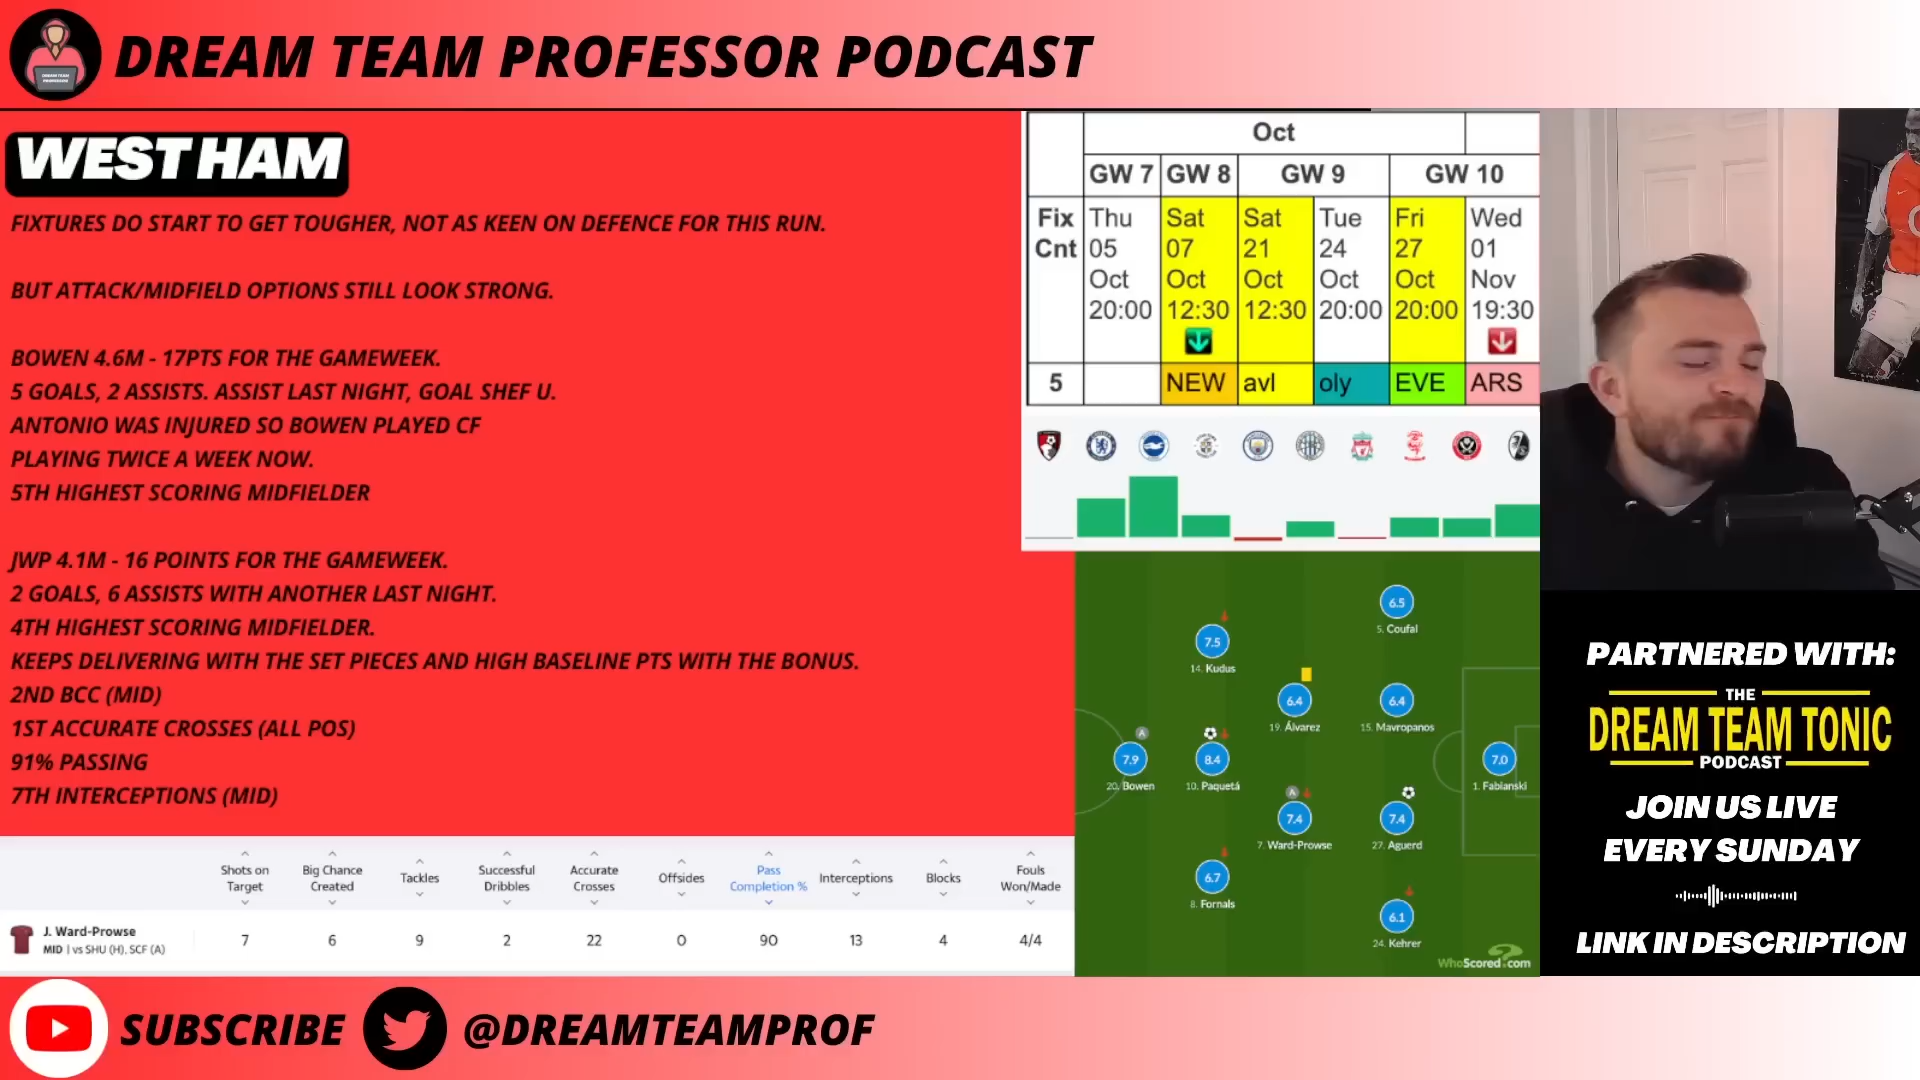 DREAM TEAM PROFESSOR PODCAST
WEST HAM
FIXTURES DO START TO GET TOUGHER, NOT AS KEEN ON DEFENCE FOR THIS RUN.
BUT ATTACK/MIDFIELD OPTIONS STILL LOOK STRONG.
BOWEN 4.6M - 17PTS FOR THE GAMEWEEK.
5 GOALS, 2 ASSISTS. ASSIST LAST NIGHT, GOAL SHEF U.
ANTONIO WAS INJURED SO BOWEN PLAYED CF
PLAYING TWICE A WEEK NOW.
5TH HIGHEST SCORING MIDFIELDER
JWP 4.1M - 16 POINTS FOR THE GAMEWEEK.
2 GOALS, 6 ASSISTS WITH ANOTHER LAST NIGHT.
4TH HIGHEST SCORING MIDFIELDER.
KEEPS DELIVERING WITH THE SET PIECES AND HIGH BASELINE PTS WITH THE BONUS.
2ND BCC (MID)
1ST ACCURATE CROSSES (ALL POS)
91% PASSING
7TH INTERCEPTIONS (MID)
Oct
GW 7 GW 8 GW 9 GW 10
Fix Thu Sat Sat Tue Fri Wed
Cnt 05 07 21 24 27 01
Oct Oct Oct Oct Oct Nov
20:00 12:30 12:30 20:00 20:00 19:30
5 NEW avl oly EVE ARS
6.5
5. Coufal
7.5
14. Kudus
6.4
19. Álvarez
6.4
15. Mavropanos
7.9
20. Bowen
A
8.4
10. Paquetá
7.0
1. Fabianski
A
7.4
7. Ward-Prowse
7.4
27. Aguerd
6.7
8. Fornals
6.1
24. Kehrer
WhoScored.com
Shots on Target
Big Chance Created
Tackles
Successful Dribbles
Accurate Crosses
Offsides
Pass Completion %
Interceptions
Blocks
Fouls Won/Made
J. Ward-Prowse
MID | vs SHU (H), SCF (A)
7 6 9 2 22 0 90 13 4 4/4
PARTNERED WITH:
THE
DREAM TEAM TONIC
PODCAST
JOIN US LIVE
EVERY SUNDAY
LINK IN DESCRIPTION
SUBSCRIBE
@DREAMTEAMPROF